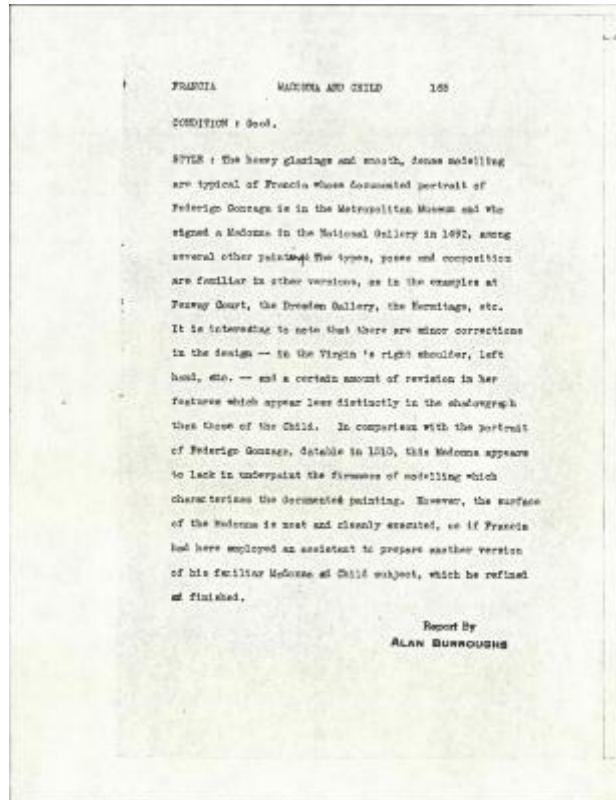 FRANCIA MADONNA AND CHILD 168
CONDITION : Good.
STYLE : The heavy glazings and smooth, dense modelling
are typical of Francia whose documented portrait of
Federigo Gonzaga is in the Metropolitan Museum and who
signed a Madonna in the National Gallery in 1492, among
several other paintings The types, poses and composition
are familiar in other versions, as in the examples at
Fenway Court, the Dresden Gallery, the Hermitage, etc.
It is interesting to note that there are minor corrections
in the design -- in the Virgin 's right shoulder, left
hand, etc. -- and a certain amount of revision in her
features which appear less distinctly in the shadowgraph
than those of the Child. In comparison with the portrait
of Federigo Gonzaga, datable in 1510, this Madonna appears
to lack in underpaint the firmness of modelling which
characterizes the documented painting. However, the surface
of the Madonna is neat and cleanly executed, as if Francia
had here employed an assistant to prepare another version
of his familiar Madonna ad Child subject, which he refined
ad finished.
Report By
ALAN BURROUGHS